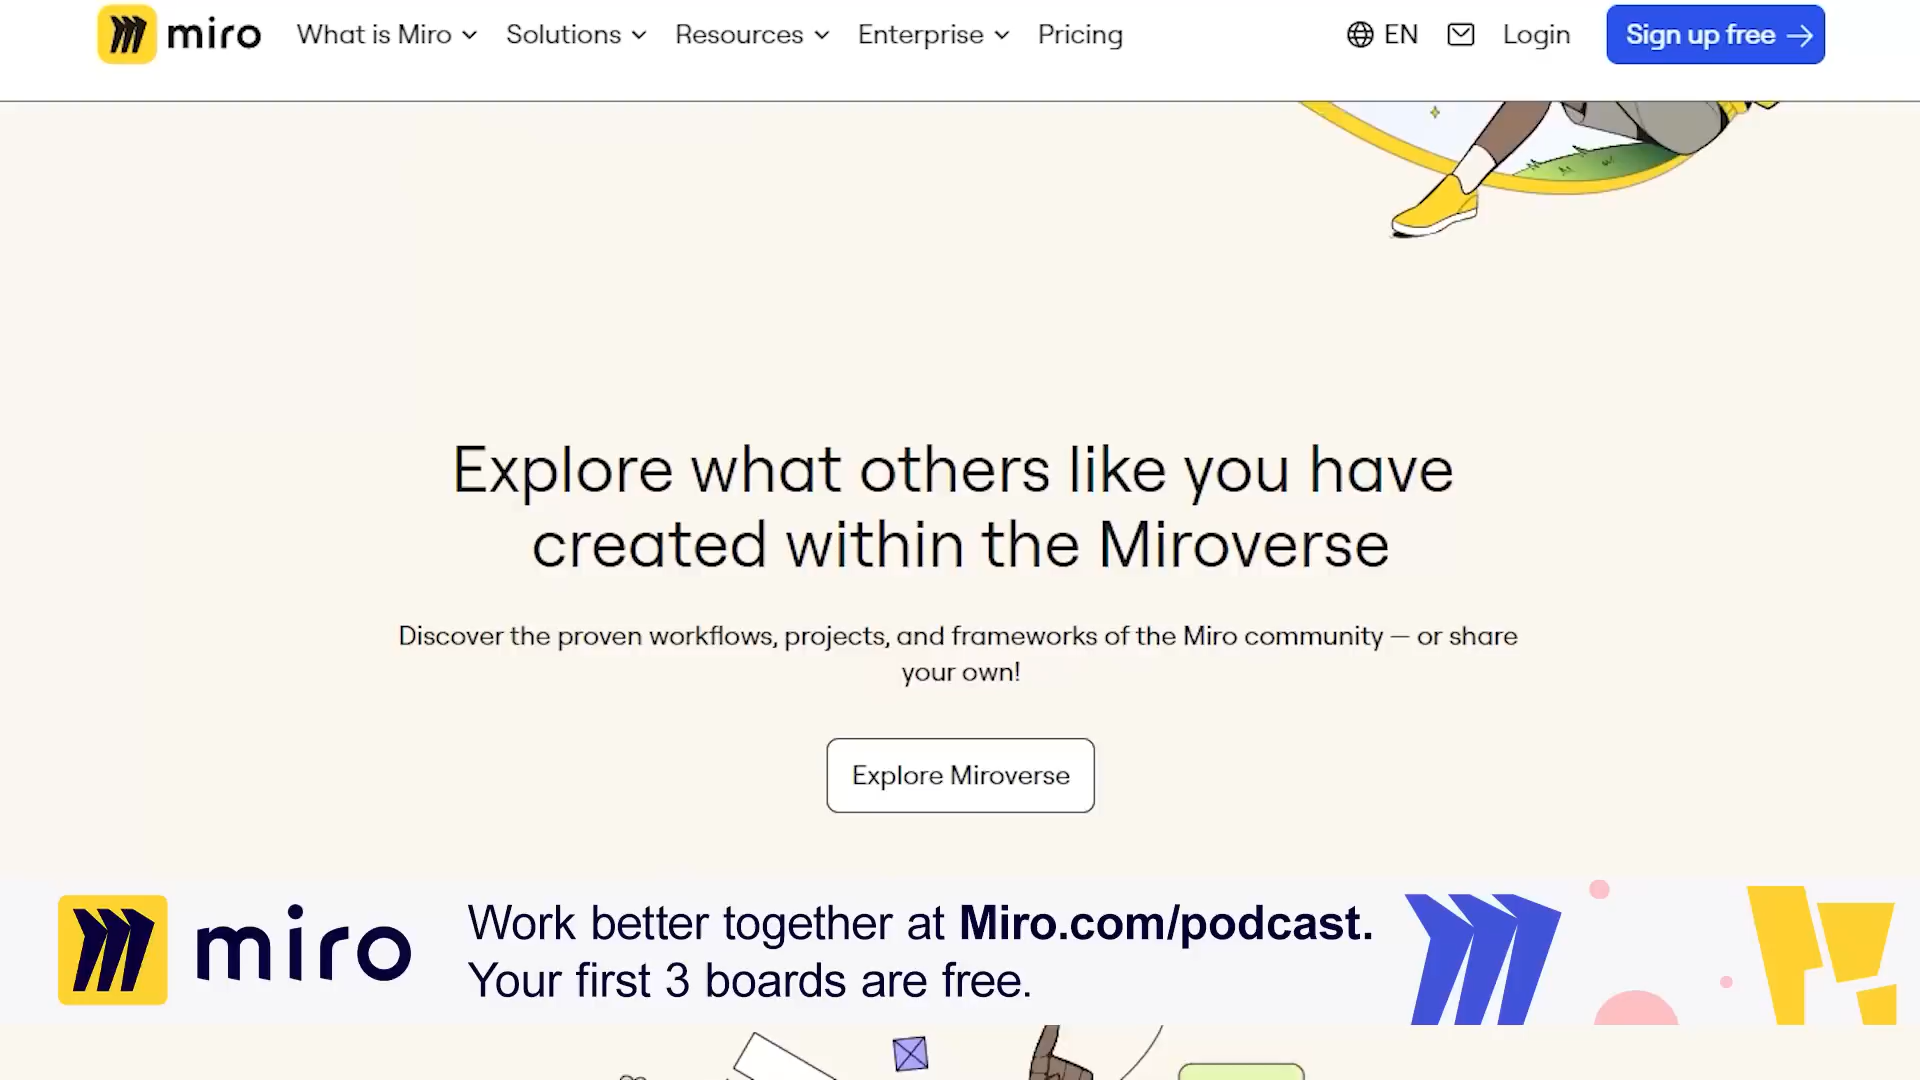 miro What is Miro Solutions Resources Enterprise Pricing EN Login Sign up free
Explore what others like you have
created within the Miroverse
Discover the proven workflows, projects, and frameworks of the Miro community — or share
your own!
Explore Miroverse
miro
Work better together at Miro.com/podcast.
Your first 3 boards are free.